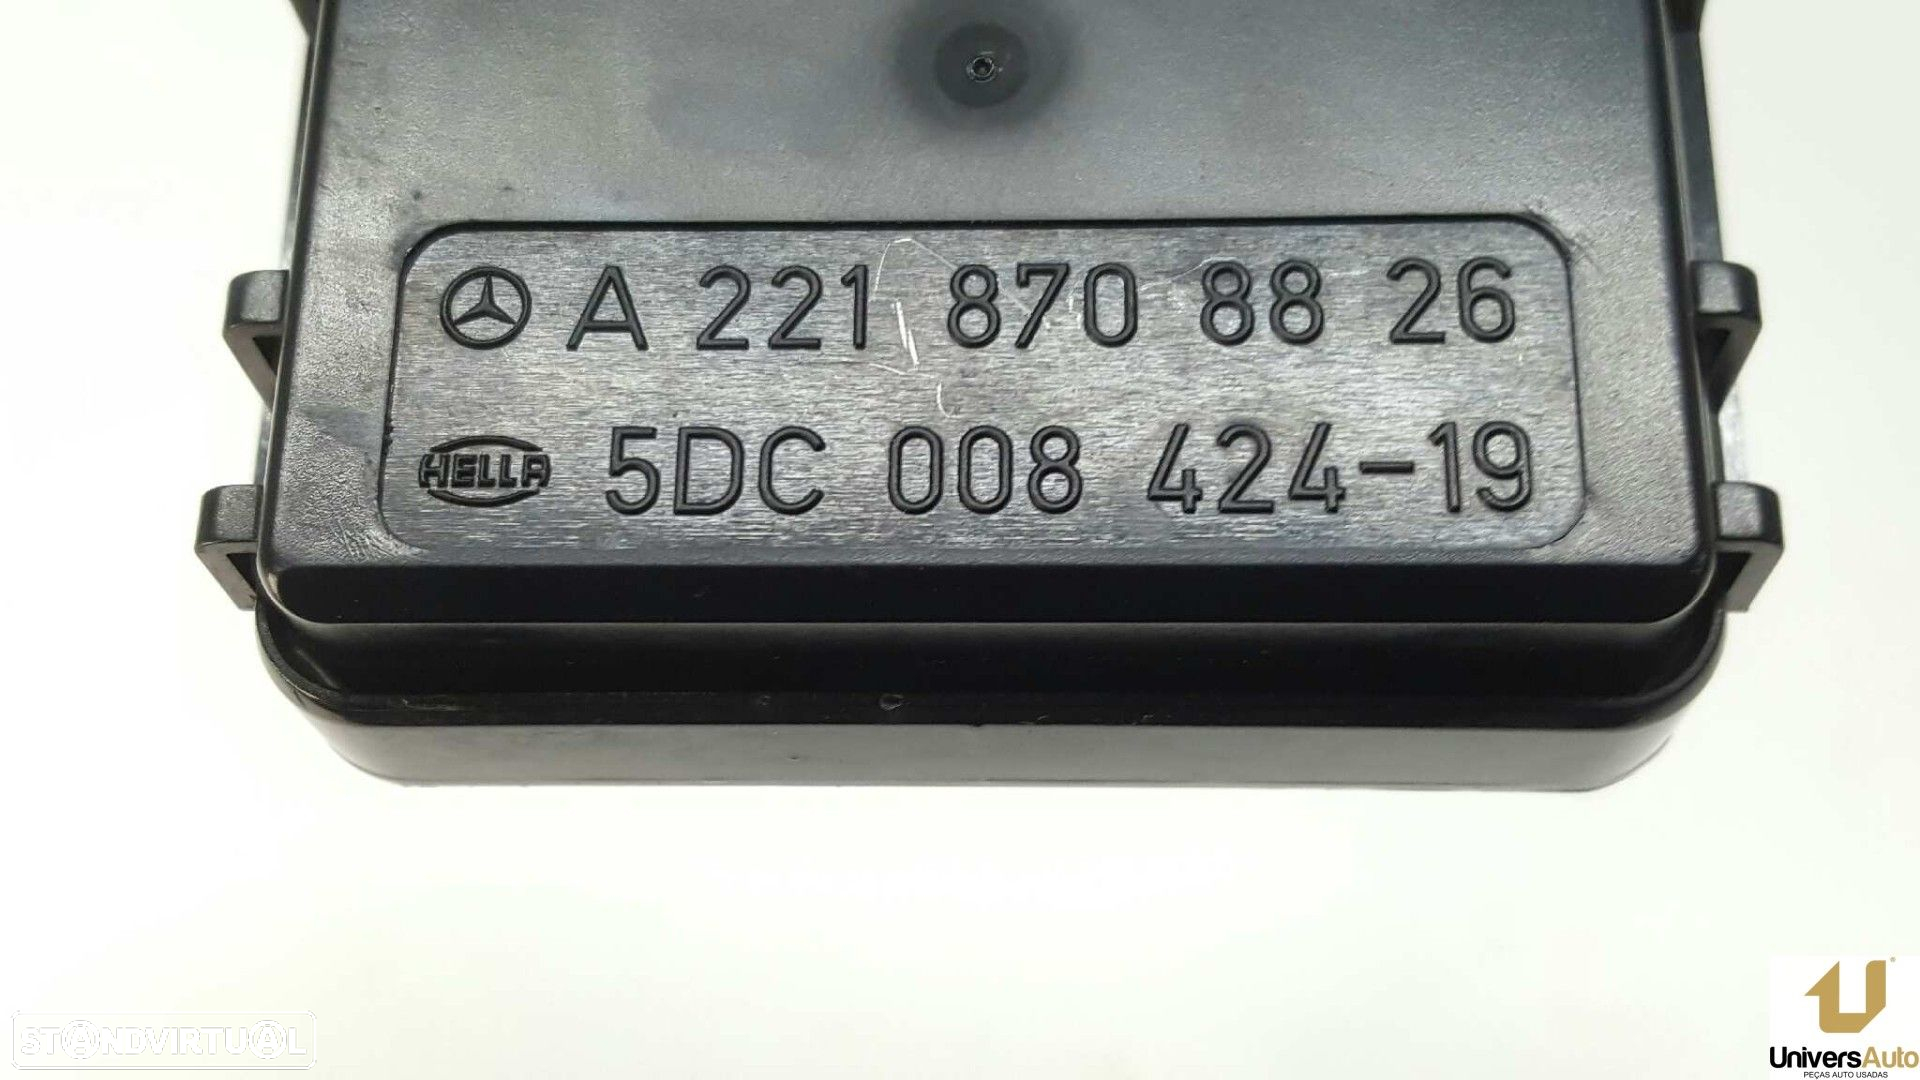 A 221 870 88 26
HELLA 5DC 008 424-19
STANDVIRTUAL
UniversAuto
PEÇAS AUTO USADAS